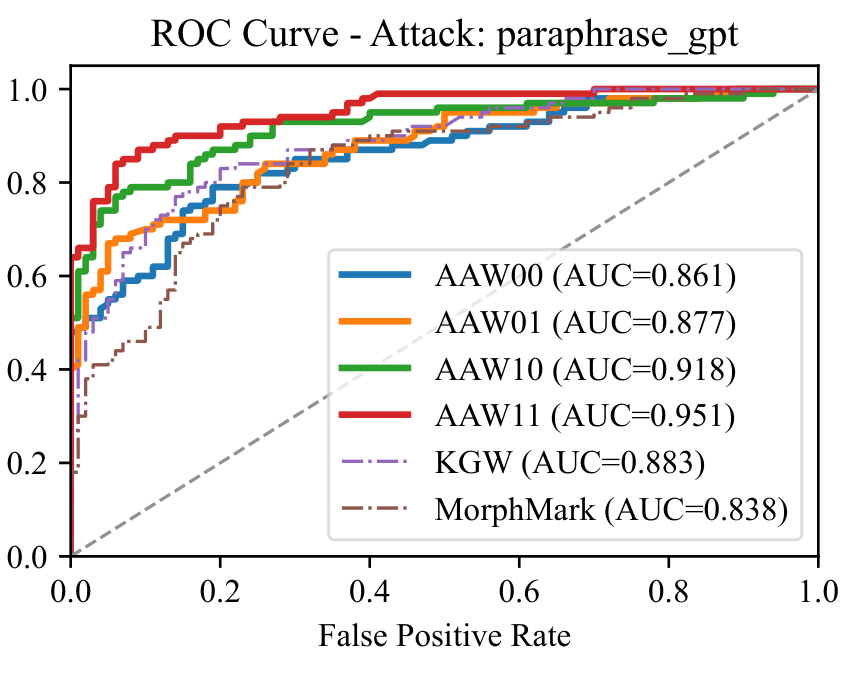 ROC Curve - Attack: paraphrase_gpt
1.0
0.8
0.6
0.4
0.2
0.0
AAW00 (AUC=0.861)
AAW01 (AUC=0.877)
AAW10 (AUC=0.918)
AAW11 (AUC=0.951)
KGW (AUC=0.883)
MorphMark (AUC=0.838)
0.0 0.2 0.4 0.6 0.8 1.0
False Positive Rate